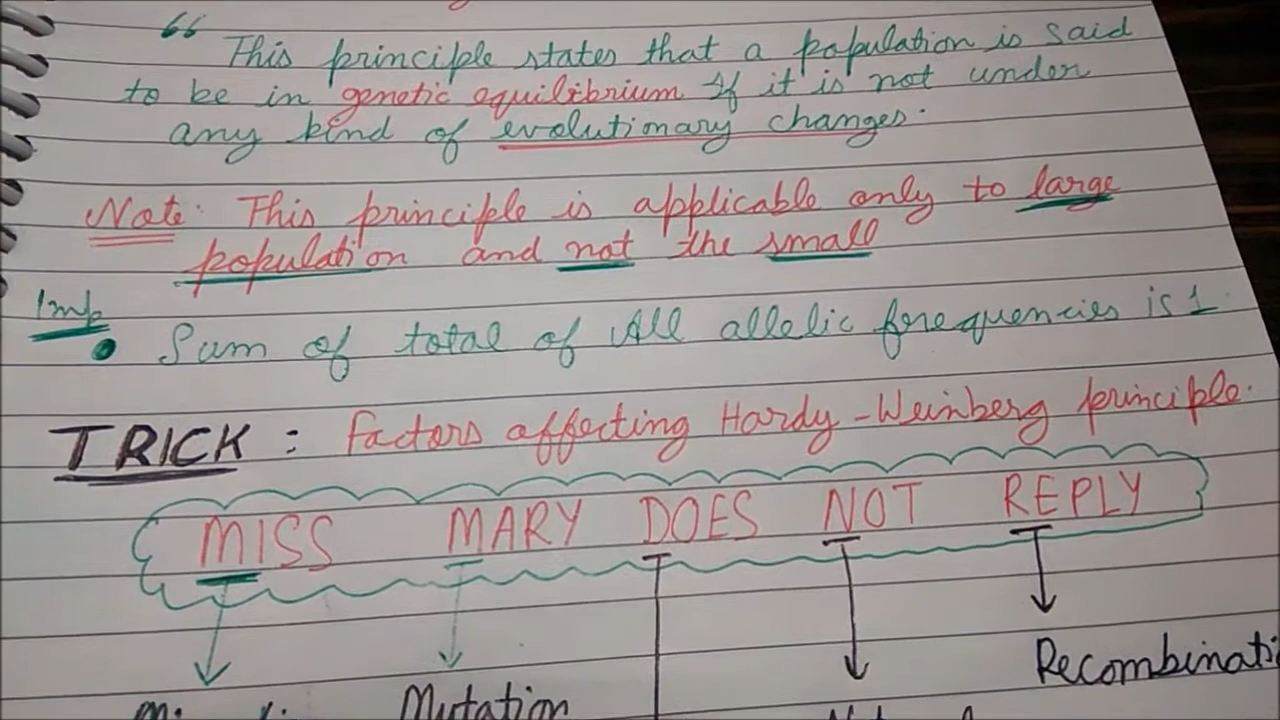 “ This principle states that a population is said
to be in genetic equilibrium If it is not under
any kind of evolutionary changes.
Note: This principle is applicable only to large
population and not the small
Imp
• Sum of total of All allelic frequencies is 1.
TRICK : Factors affecting Hardy-Weinberg principle.
MISS MARY DOES NOT REPLY
Recombinati
Mutation